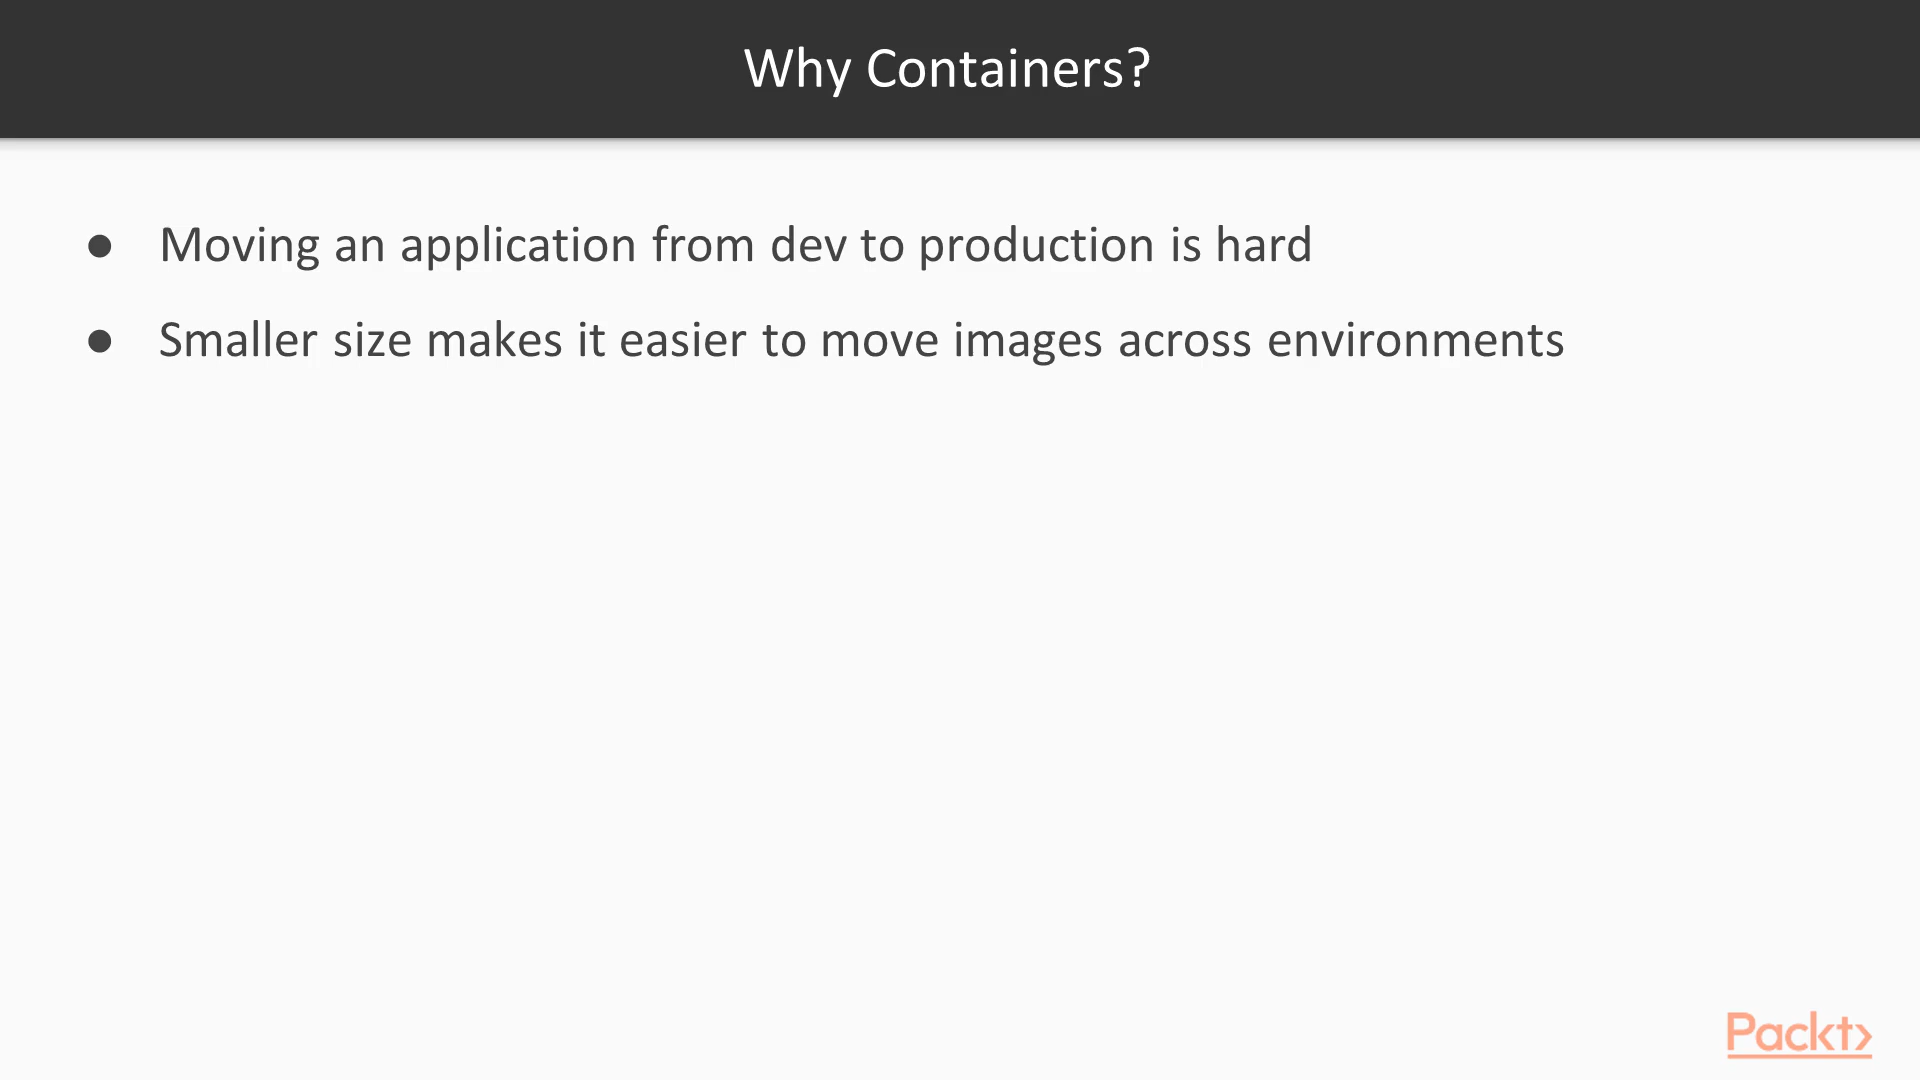 Why Containers?
● Moving an application from dev to production is hard
● Smaller size makes it easier to move images across environments
Packt>